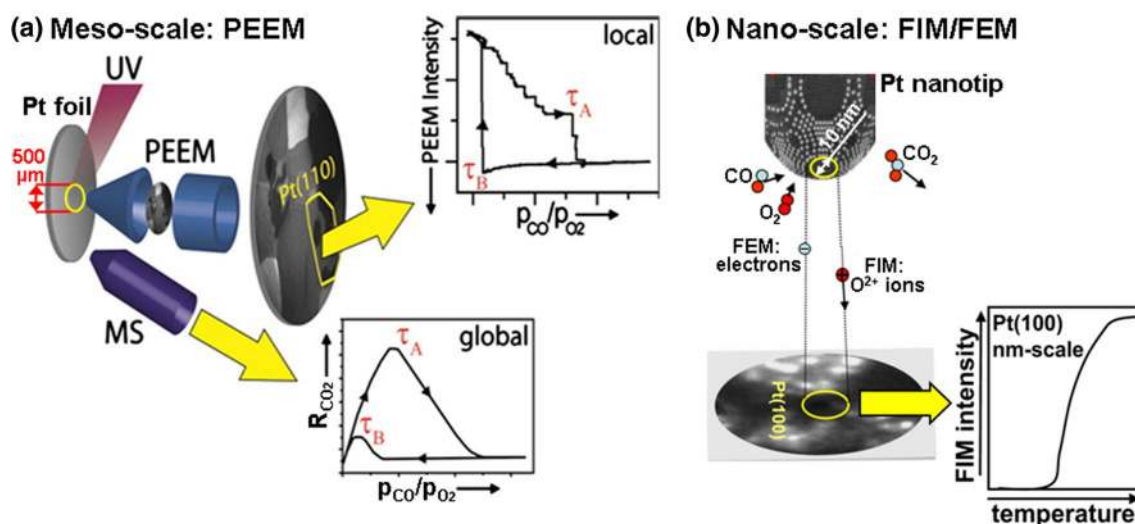 (a) Meso-scale: PEEM
UV
Pt foil
500
µm
PEEM
Pt(110)
MS
PEEM Intensity
local
τA
τB
pCO/pO2
RCO2
global
τA
τB
pCO/pO2
(b) Nano-scale: FIM/FEM
Pt nanotip
10 nm
CO
O2
CO2
FEM:
electrons
−
FIM:
O2+ ions
+
Pt(100)
FIM intensity
Pt(100)
nm-scale
temperature